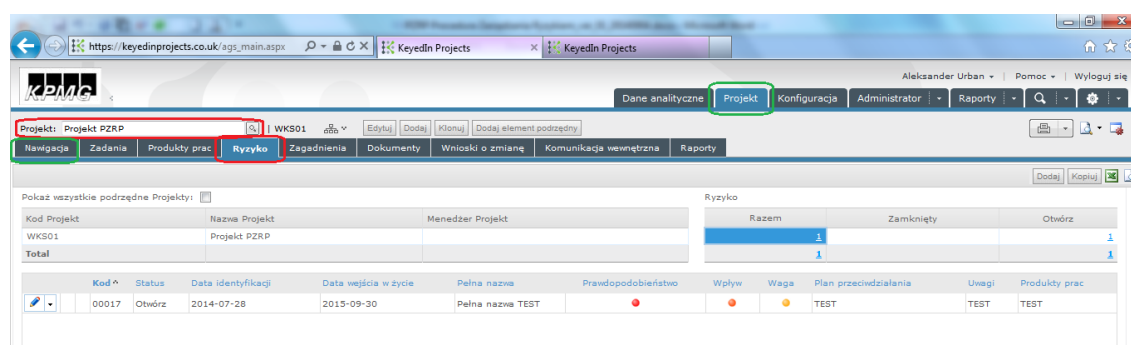 https://keyedinprojects.co.uk/ags_main.aspx KeyedIn Projects KeyedIn Projects
KPMG
Aleksander Urban Pomoc Wyloguj się
Dane analityczne Projekt Konfiguracja Administrator Raporty
Projekt: Projekt PZRP WKS01 Edytuj Dodaj Klonuj Dodaj element podrzędny
Nawigacja Zadania Produkty prac Ryzyko Zagadnienia Dokumenty Wnioski o zmianę Komunikacja wewnętrzna Raporty
Dodaj Kopiuj
Pokaż wszystkie podrzędne Projekty: Ryzyko
Kod Projekt Nazwa Projekt Menedżer Projekt Razem Zamknięty Otwórz
WKS01 Projekt PZRP 1 1
Total 1 1
Kod Status Data identyfikacji Data wejścia w życie Pełna nazwa Prawdopodobieństwo Wpływ Waga Plan przeciwdziałania Uwagi Produkty prac
00017 Otwórz 2014-07-28 2015-09-30 Pełna nazwa TEST TEST TEST TEST